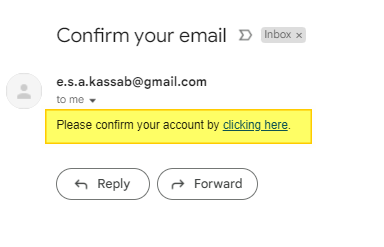 Confirm your email Inbox ×
e.s.a.kassab@gmail.com
to me
Please confirm your account by clicking here.
Reply Forward